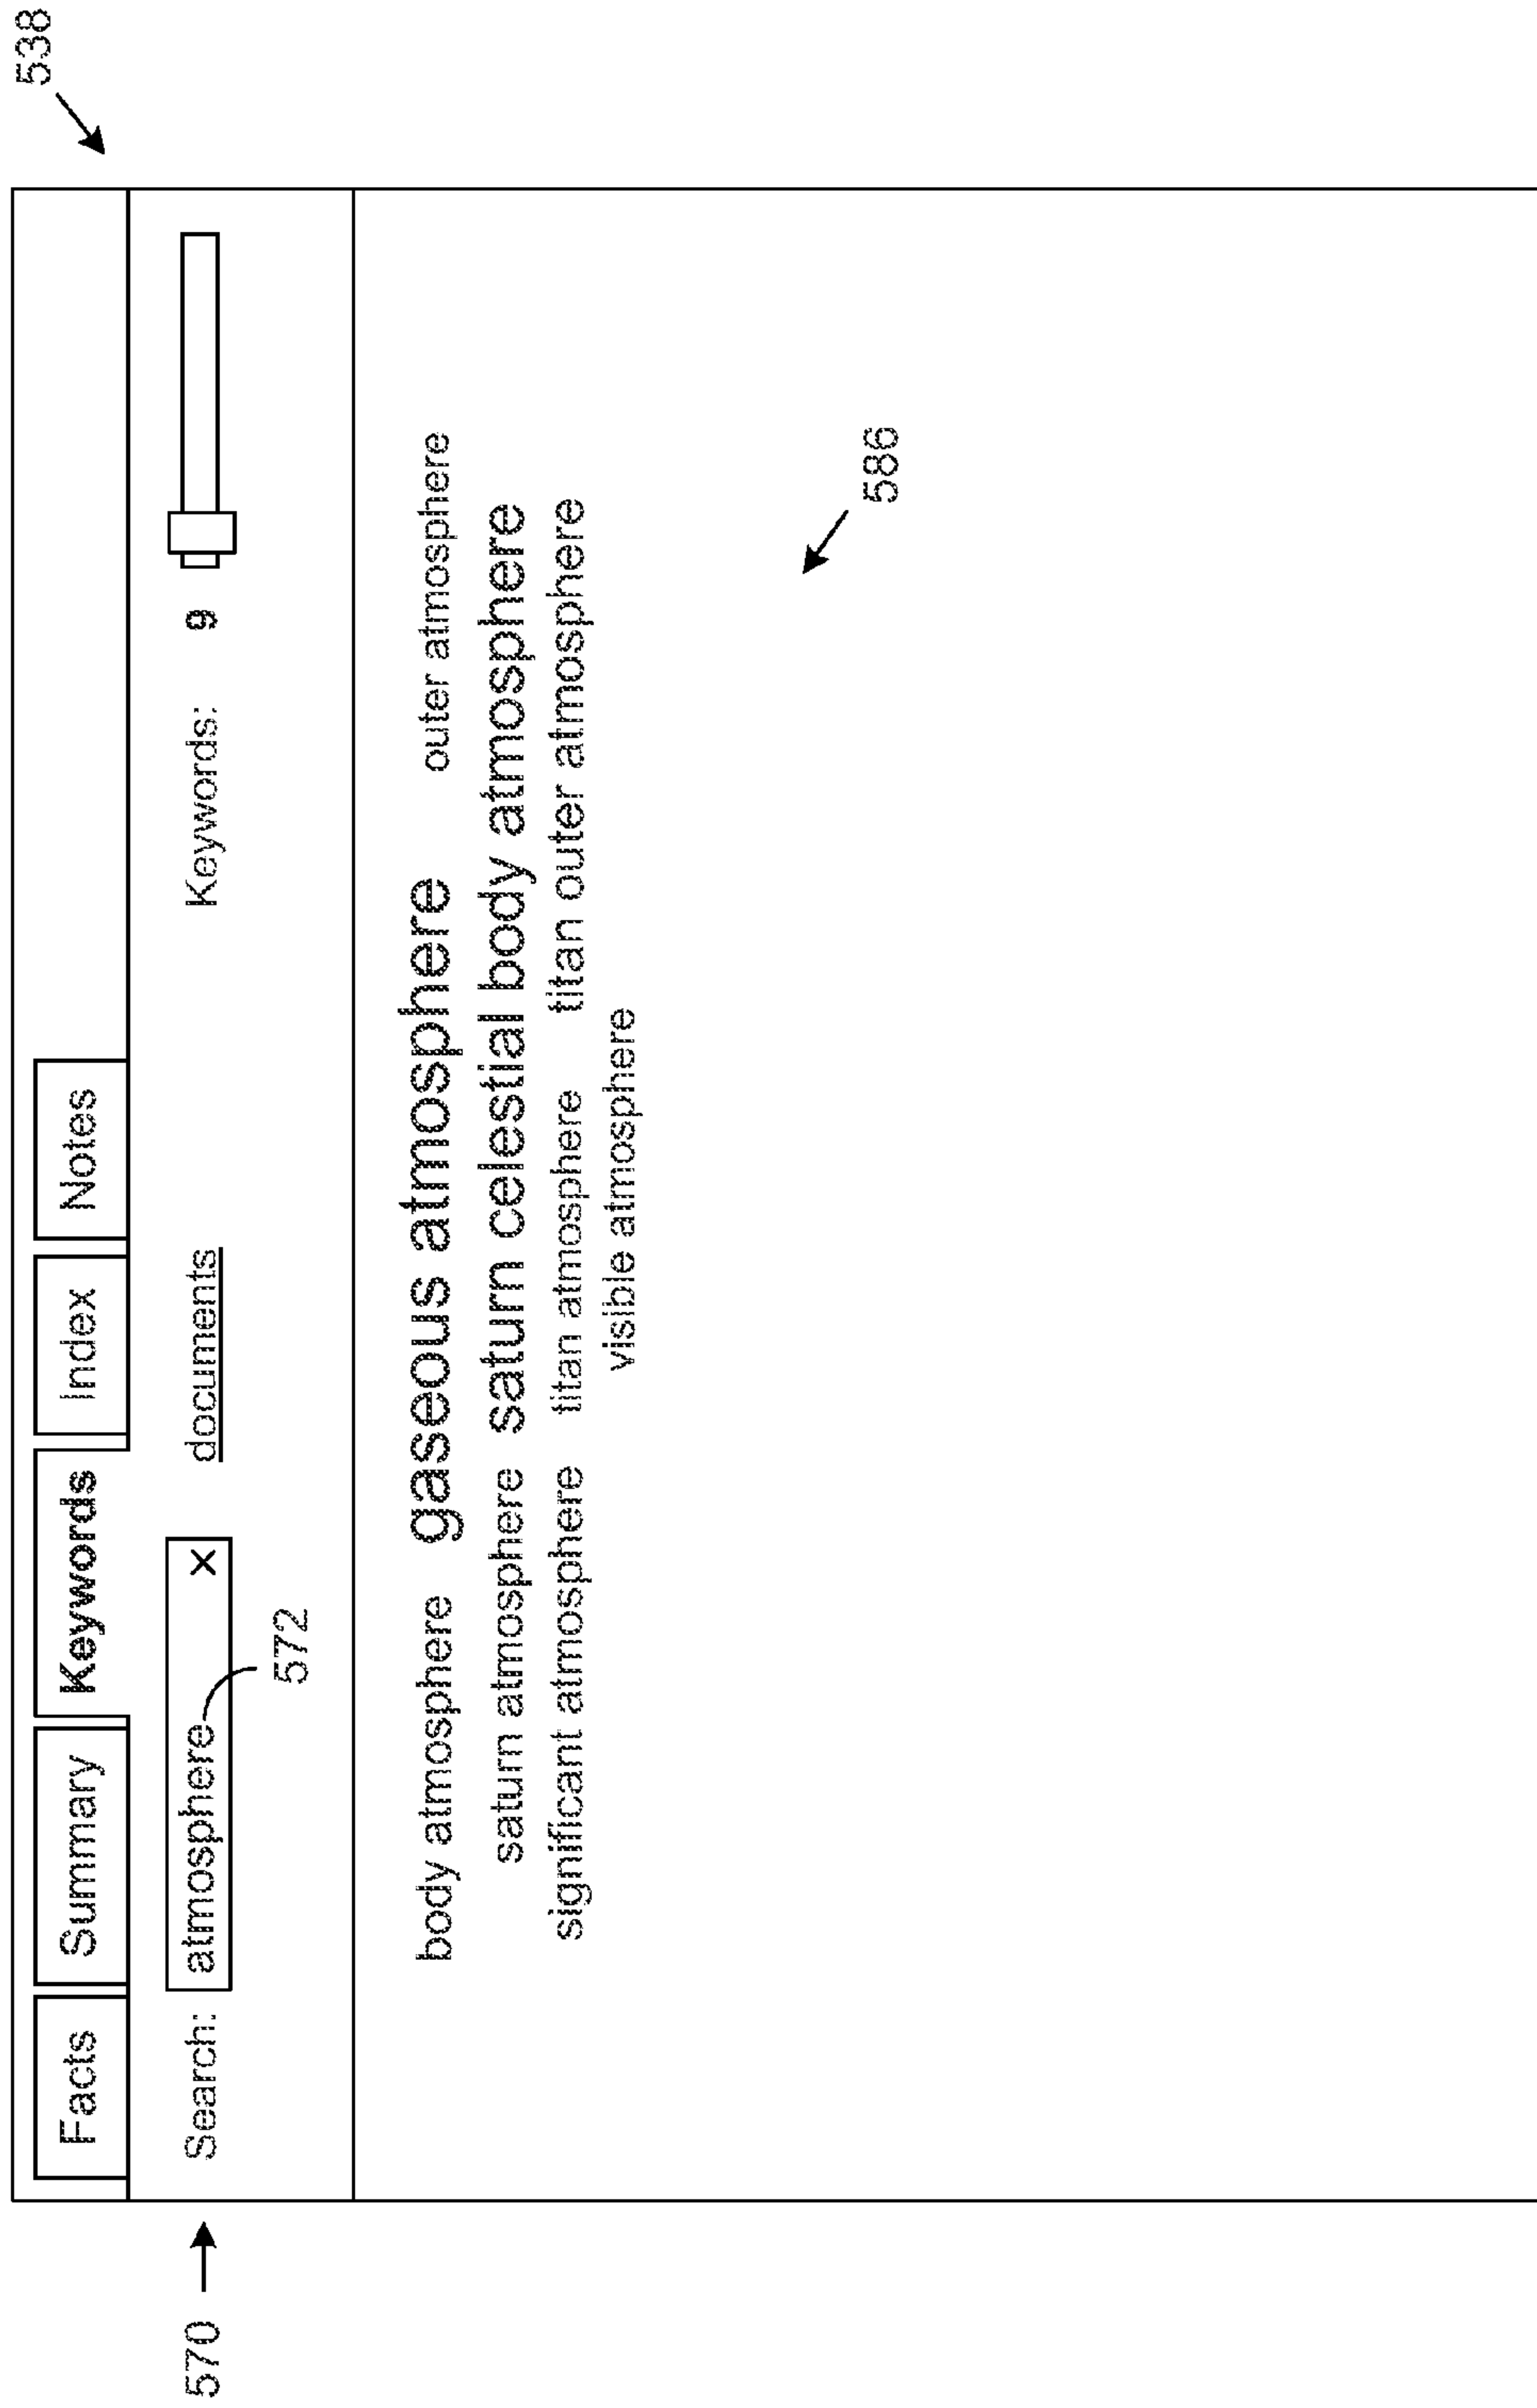 538
Facts Summary Keywords Index Notes
570 Search: atmosphere X documents Keywords: 9
572
body atmosphere gaseous atmosphere outer atmosphere
saturn atmosphere saturn celestial body atmosphere
significant atmosphere titan atmosphere titan outer atmosphere
visible atmosphere
586